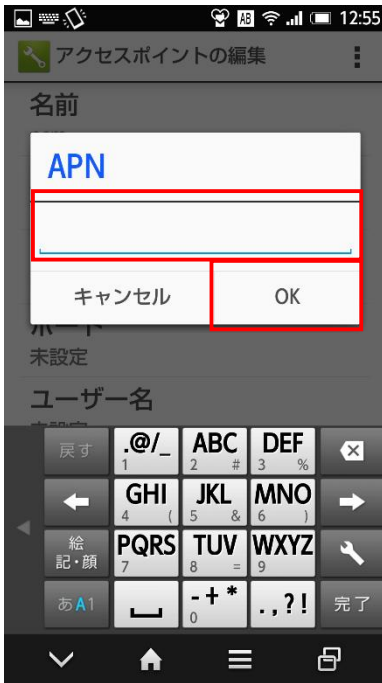 AB 12:55
アクセスポイントの編集
名前
APN
キャンセル OK
ポート
未設定
ユーザー名
戻す .@/_ 1 ABC 2 # DEF 3 %
GHI 4 ( JKL 5 & MNO 6 )
絵記・顔 PQRS 7 TUV 8 = WXYZ 9
あA1 - + * 0 . , ? ! 完了